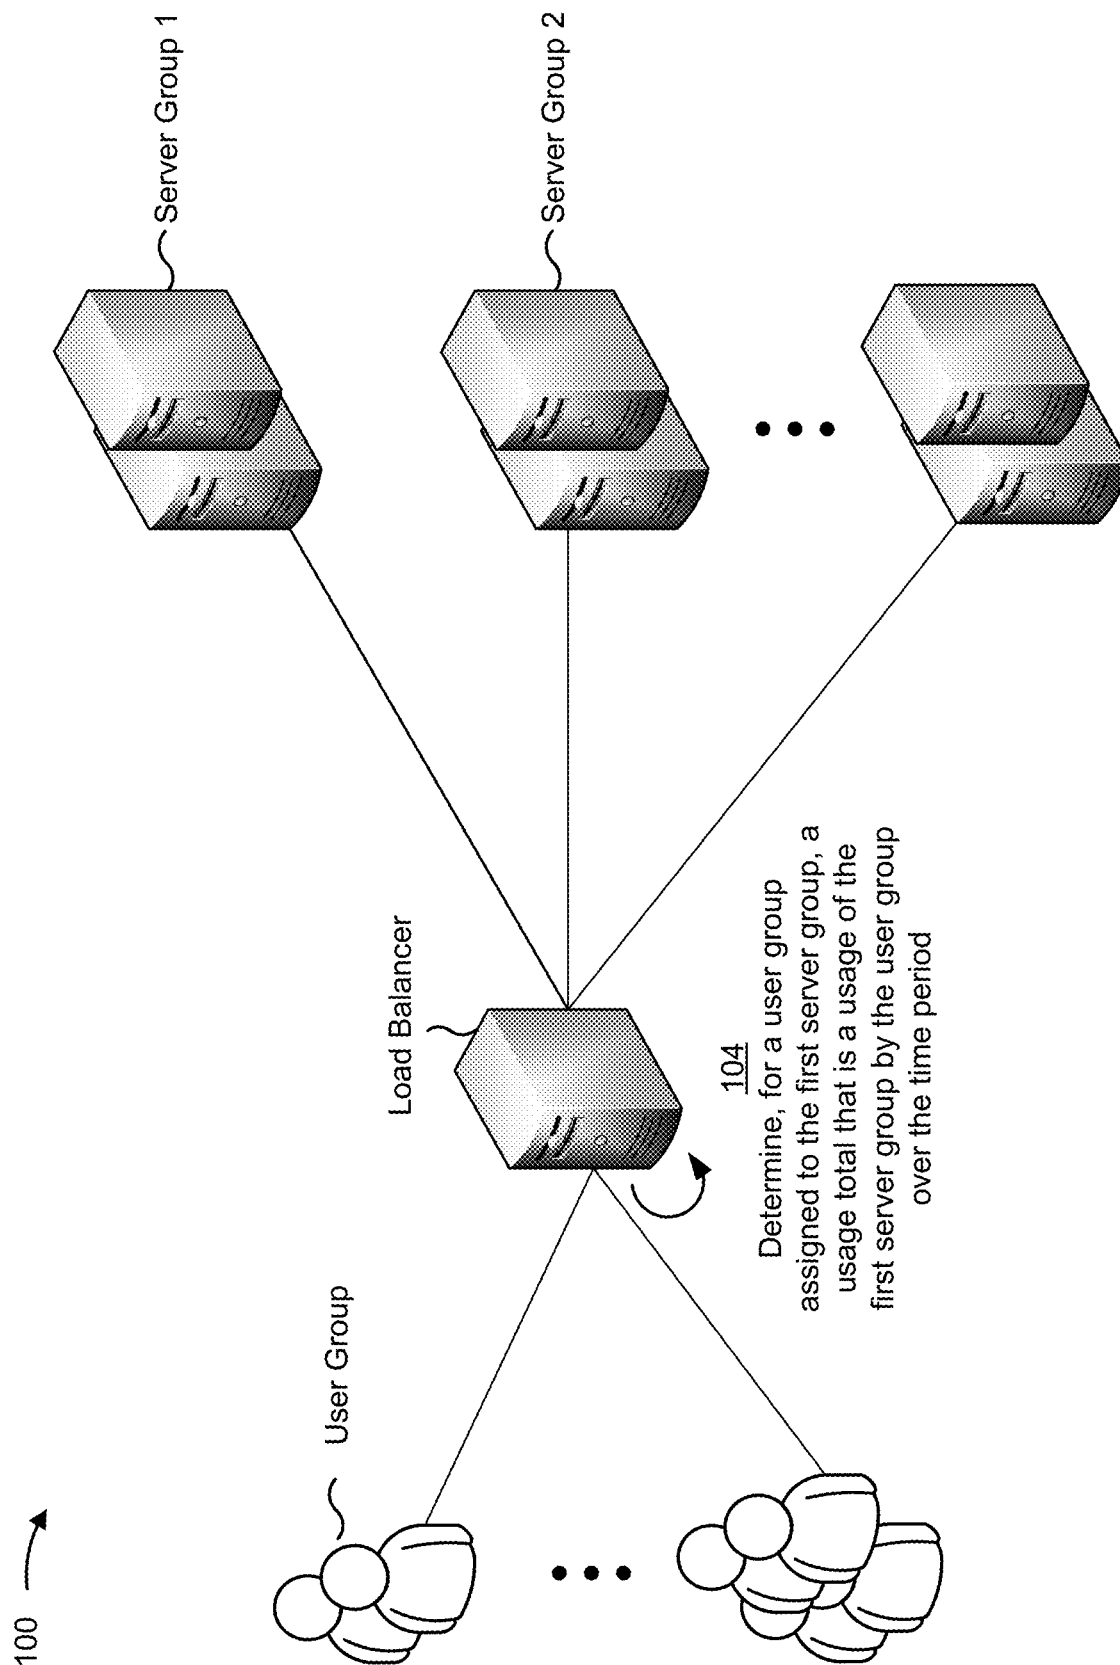 100
User Group
Load Balancer
Server Group 1
Server Group 2
104
Determine, for a user group
assigned to the first server group, a
usage total that is a usage of the
first server group by the user group
over the time period